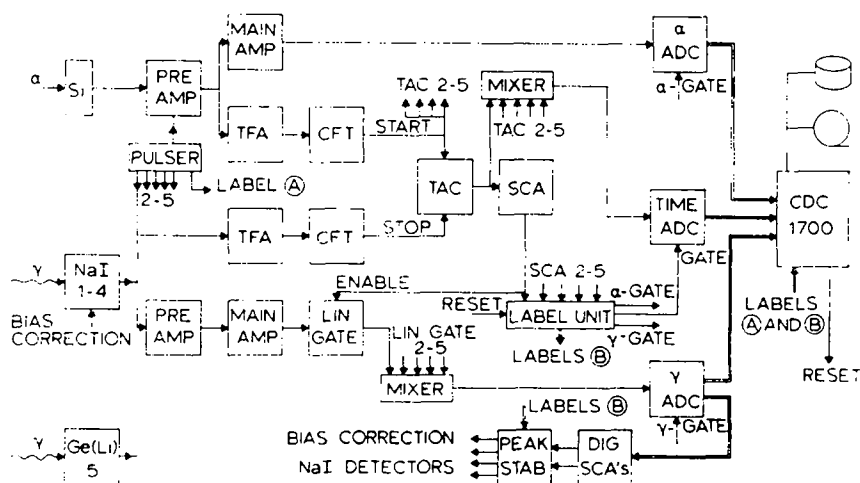 MAIN
AMP
α
ADC
α
Si
PRE
AMP
TAC 2-5
MIXER
α-GATE
TAC 2-5
TFA
CFT
START
PULSER
LABEL Ⓐ
2-5
TAC
SCA
CDC
1700
TIME
ADC
TFA
CFT
STOP
GATE
γ
NaI
1-4
ENABLE
SCA 2-5
α-GATE
BIAS
CORRECTION
PRE
AMP
MAIN
AMP
LIN
GATE
RESET
LABEL UNIT
LABELS
Ⓐ AND Ⓑ
LIN GATE
2-5
γ-GATE
LABELS Ⓑ
RESET
MIXER
γ
ADC
LABELS Ⓑ
γ-GATE
γ
Ge(Li)
5
BIAS CORRECTION
NaI DETECTORS
PEAK
STAB
DIG
SCA's